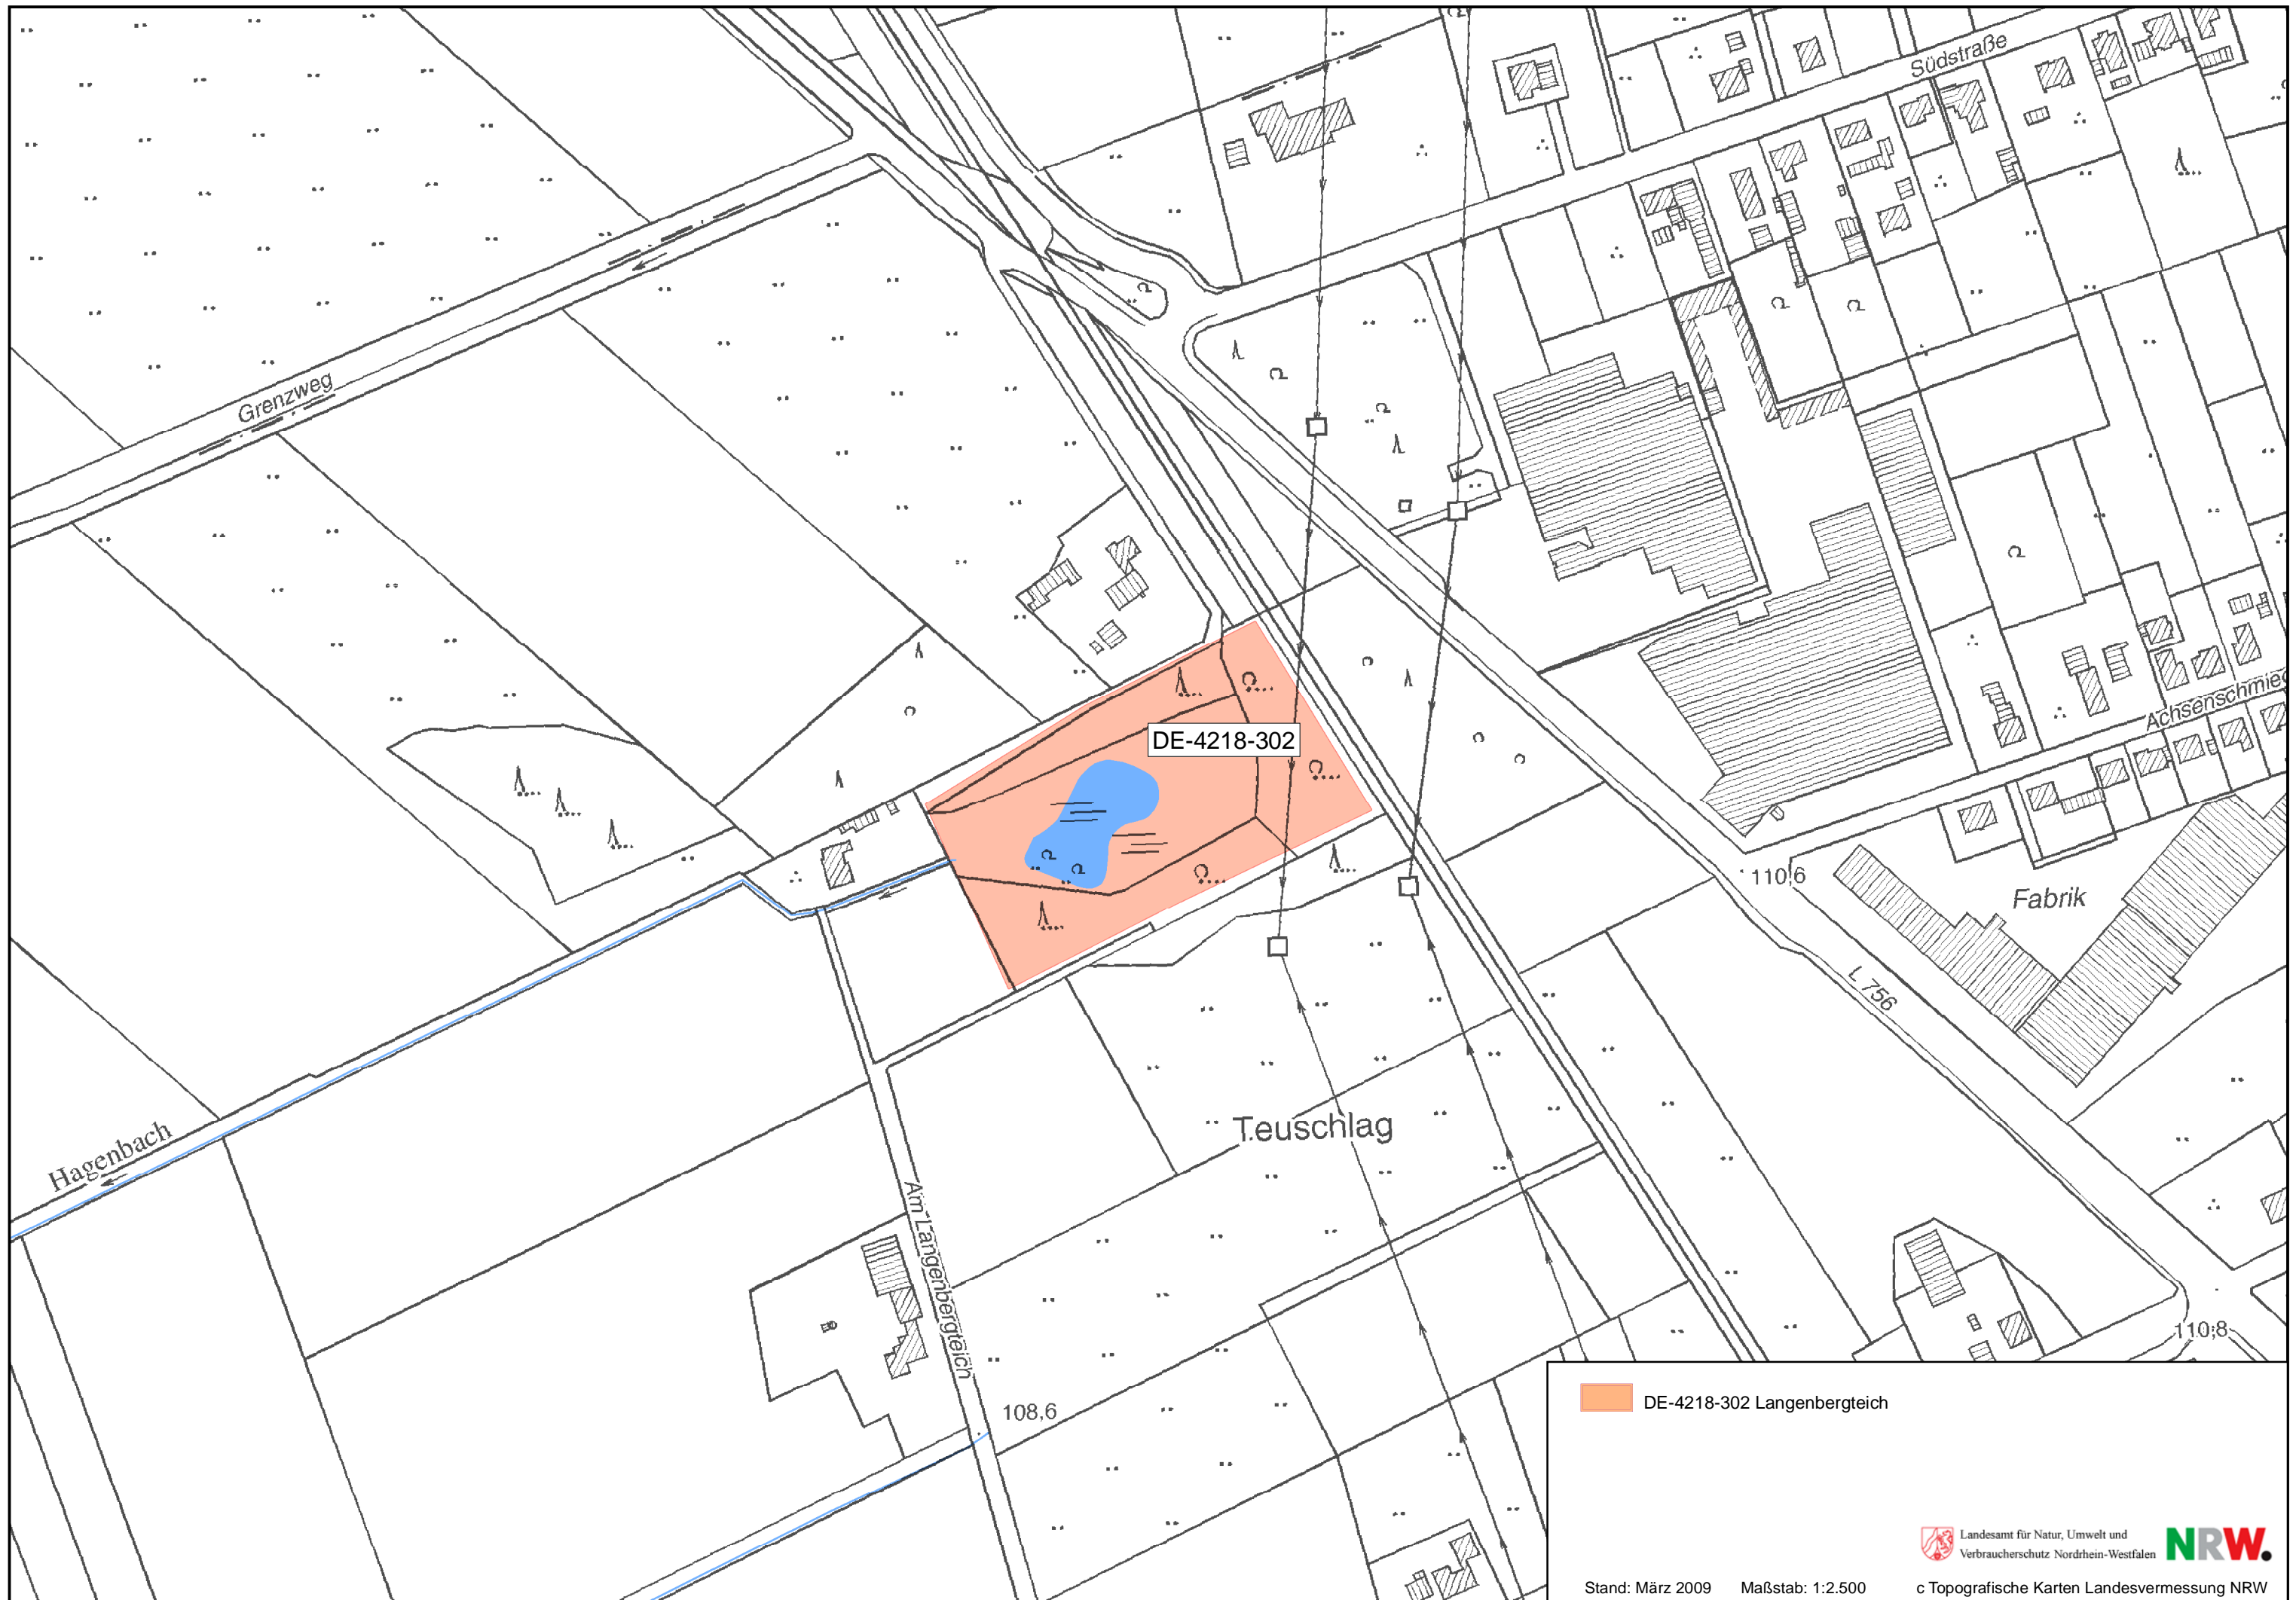 Südstraße
Grenzweg
DE-4218-302
Achsenschmied
110,6
Fabrik
L 756
Teuschlag
Hagenbach
Am Langenbergteich
110,8
108,6
DE-4218-302 Langenbergteich
Landesamt für Natur, Umwelt und
Verbraucherschutz Nordrhein-Westfalen
NRW.
Stand: März 2009 Maßstab: 1:2.500 c Topografische Karten Landesvermessung NRW